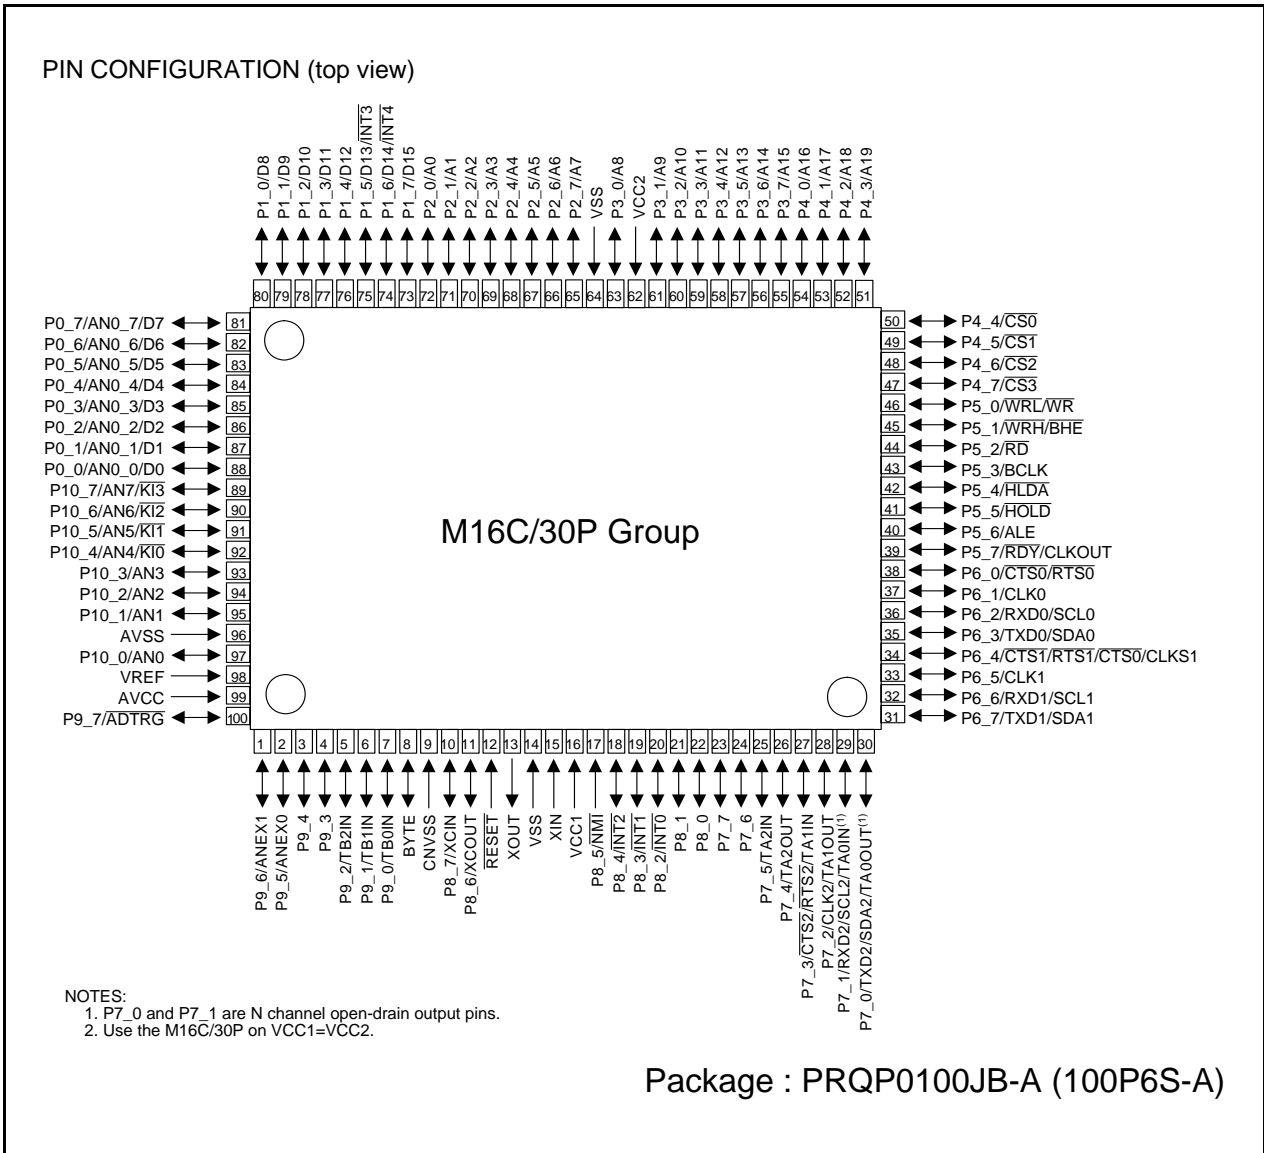 PIN CONFIGURATION (top view)
P1_0/D8
P1_1/D9
P1_2/D10
P1_3/D11
P1_4/D12
P1_5/D13/INT3
P1_6/D14/INT4
P1_7/D15
P2_0/A0
P2_1/A1
P2_2/A2
P2_3/A3
P2_4/A4
P2_5/A5
P2_6/A6
P2_7/A7
VSS
P3_0/A8
VCC2
P3_1/A9
P3_2/A10
P3_3/A11
P3_4/A12
P3_5/A13
P3_6/A14
P3_7/A15
P4_0/A16
P4_1/A17
P4_2/A18
P4_3/A19
80 79 78 77 76 75 74 73 72 71 70 69 68 67 66 65 64 63 62 61 60 59 58 57 56 55 54 53 52 51
P0_7/AN0_7/D7 81
P0_6/AN0_6/D6 82
P0_5/AN0_5/D5 83
P0_4/AN0_4/D4 84
P0_3/AN0_3/D3 85
P0_2/AN0_2/D2 86
P0_1/AN0_1/D1 87
P0_0/AN0_0/D0 88
P10_7/AN7/KI3 89
P10_6/AN6/KI2 90
P10_5/AN5/KI1 91
P10_4/AN4/KI0 92
P10_3/AN3 93
P10_2/AN2 94
P10_1/AN1 95
AVSS 96
P10_0/AN0 97
VREF 98
AVCC 99
P9_7/ADTRG 100
M16C/30P Group
50 P4_4/CS0
49 P4_5/CS1
48 P4_6/CS2
47 P4_7/CS3
46 P5_0/WRL/WR
45 P5_1/WRH/BHE
44 P5_2/RD
43 P5_3/BCLK
42 P5_4/HLDA
41 P5_5/HOLD
40 P5_6/ALE
39 P5_7/RDY/CLKOUT
38 P6_0/CTS0/RTS0
37 P6_1/CLK0
36 P6_2/RXD0/SCL0
35 P6_3/TXD0/SDA0
34 P6_4/CTS1/RTS1/CTS0/CLKS1
33 P6_5/CLK1
32 P6_6/RXD1/SCL1
31 P6_7/TXD1/SDA1
1 2 3 4 5 6 7 8 9 10 11 12 13 14 15 16 17 18 19 20 21 22 23 24 25 26 27 28 29 30
P9_6/ANEX1
P9_5/ANEX0
P9_4
P9_3
P9_2/TB2IN
P9_1/TB1IN
P9_0/TB0IN
BYTE
CNVSS
P8_7/XCIN
P8_6/XCOUT
RESET
XOUT
VSS
XIN
VCC1
P8_5/NMI
P8_4/INT2
P8_3/INT1
P8_2/INT0
P8_1
P8_0
P7_7
P7_6
P7_5/TA2IN
P7_4/TA2OUT
P7_3/CTS2/RTS2/TA1IN
P7_2/CLK2/TA1OUT
P7_1/RXD2/SCL2/TA0IN(1)
P7_0/TXD2/SDA2/TA0OUT(1)
NOTES:
1. P7_0 and P7_1 are N channel open-drain output pins.
2. Use the M16C/30P on VCC1=VCC2.
Package : PRQP0100JB-A (100P6S-A)